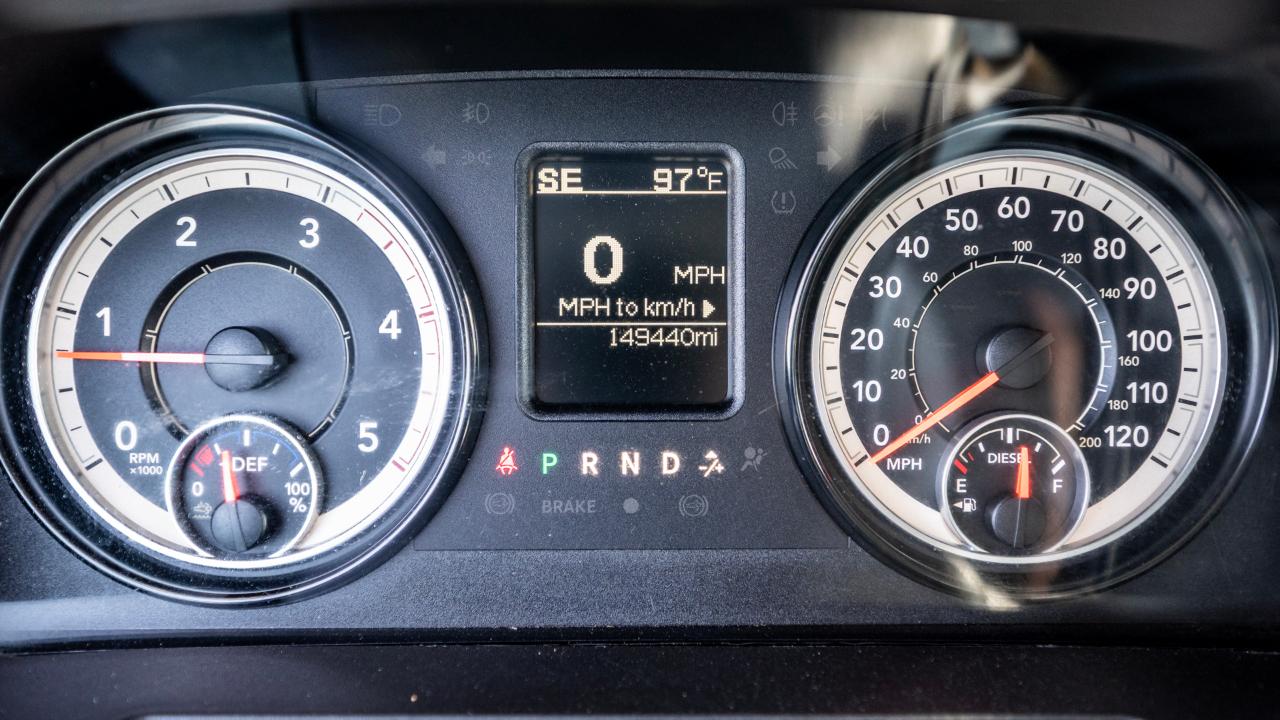 SE 97°F
0 MPH
MPH to km/h
149440mi
0 1 2 3 4 5
RPM
x1000
DEF
0 100
%
P R N D
BRAKE
0 10 20 30 40 50 60 70 80 90 100 110 120
MPH
0 20 40 60 80 100 120 140 160 180 200
km/h
DIESEL
E F